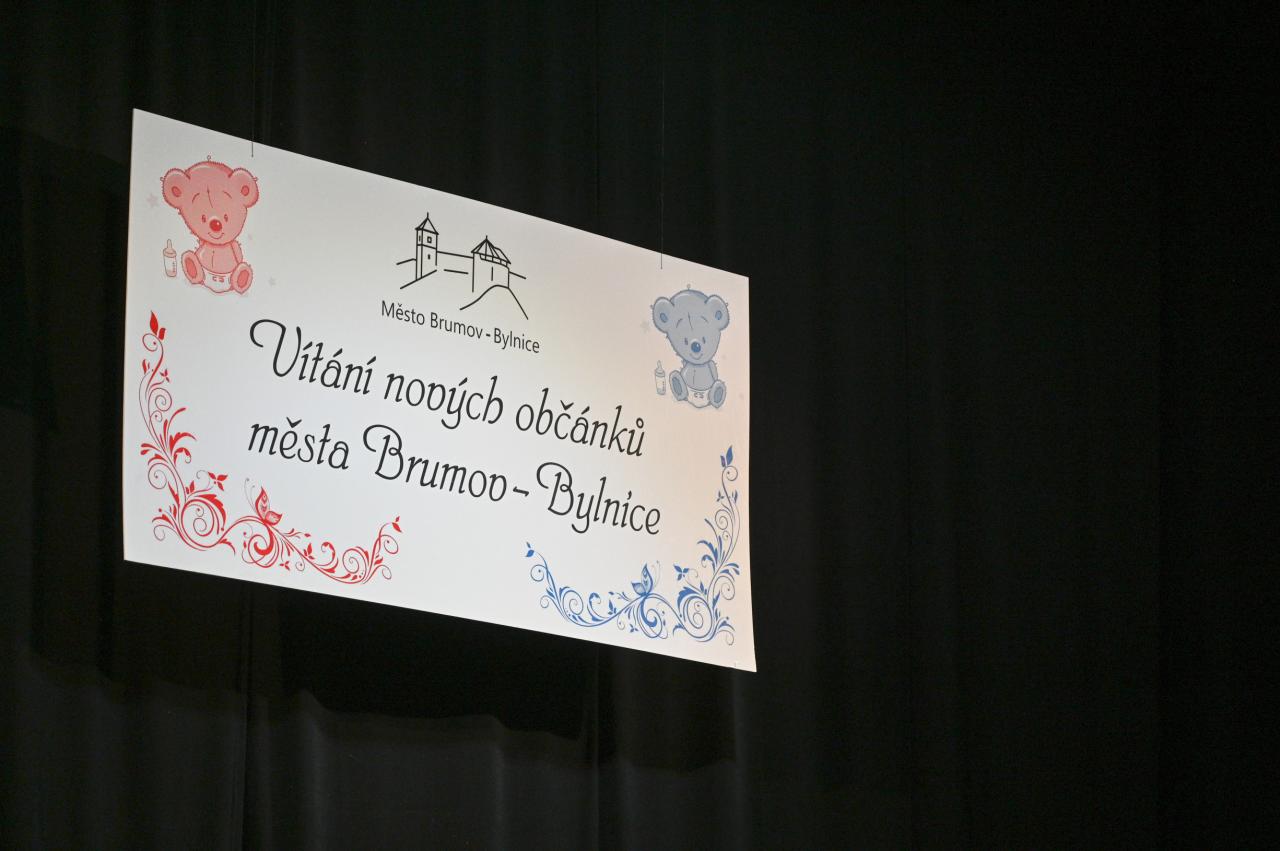 Město Brumov-Bylnice
Vítání nových občánků
města Brumov-Bylnice